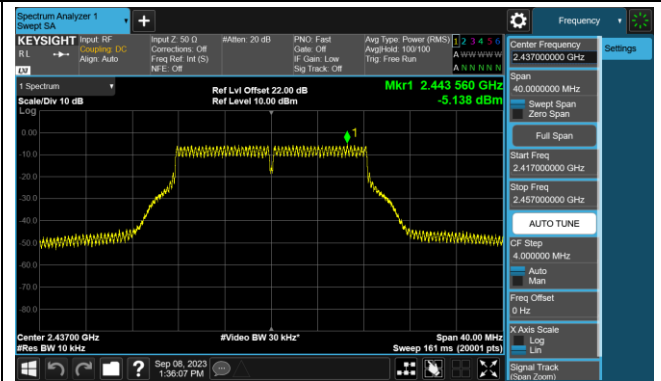 Spectrum Analyzer 1
Swept SA
+
Frequency
KEYSIGHT
RL
Input: RF
Coupling: DC
Align: Auto
Input Z: 50 Ω
Corrections: Off
Freq Ref: Int (S)
NFE: Off
#Atten: 20 dB
PNO: Fast
Gate: Off
IF Gain: Low
Sig Track: Off
Avg Type: Power (RMS)
Avg|Hold: 100/100
Trig: Free Run
1 2 3 4 5 6
A W W W W W
A N N N N N
LXI
1 Spectrum
Scale/Div 10 dB
Log
Ref Lvl Offset 22.00 dB
Ref Level 10.00 dBm
Mkr1 2.443 560 GHz
-5.138 dBm
1
0.00
-10.0
-20.0
-30.0
-40.0
-50.0
-60.0
-70.0
-80.0
Center 2.43700 GHz
#Res BW 10 kHz
#Video BW 30 kHz*
Span 40.00 MHz
Sweep 161 ms (20001 pts)
Sep 08, 2023
1:36:07 PM
Center Frequency
2.437000000 GHz
Span
40.0000000 MHz
Swept Span
Zero Span
Full Span
Start Freq
2.417000000 GHz
Stop Freq
2.457000000 GHz
AUTO TUNE
CF Step
4.000000 MHz
Auto
Man
Freq Offset
0 Hz
X Axis Scale
Log
Lin
Signal Track
(Span Zoom)
Settings